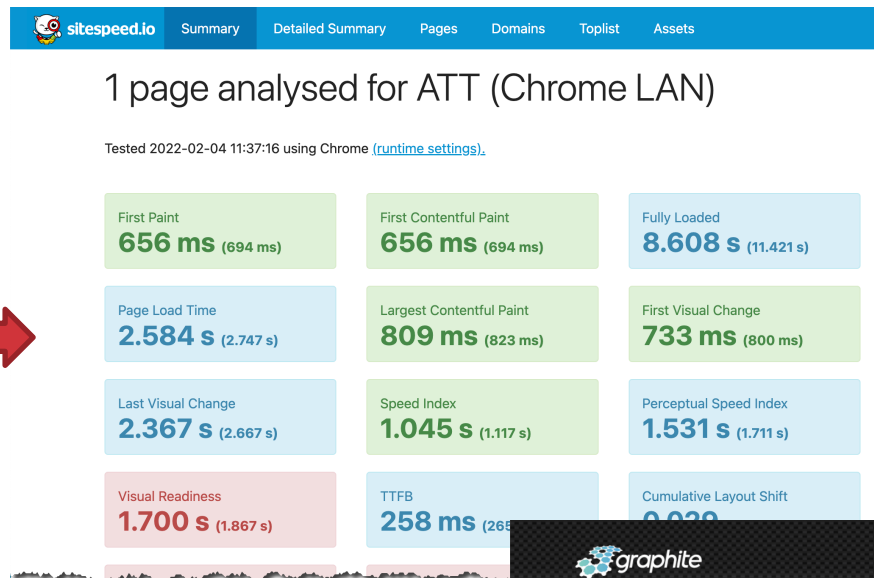 sitespeed.io Summary Detailed Summary Pages Domains Toplist Assets
1 page analysed for ATT (Chrome LAN)
Tested 2022-02-04 11:37:16 using Chrome (runtime settings).
First Paint
656 ms (694 ms)
First Contentful Paint
656 ms (694 ms)
Fully Loaded
8.608 s (11.421 s)
Page Load Time
2.584 s (2.747 s)
Largest Contentful Paint
809 ms (823 ms)
First Visual Change
733 ms (800 ms)
Last Visual Change
2.367 s (2.667 s)
Speed Index
1.045 s (1.117 s)
Perceptual Speed Index
1.531 s (1.711 s)
Visual Readiness
1.700 s (1.867 s)
TTFB
258 ms (265
Cumulative Layout Shift
graphite